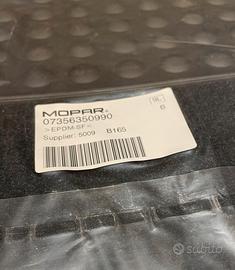 MOPAR®
07356350990
>EPDM-SF<
Supplier: 5009 B165
B
subito